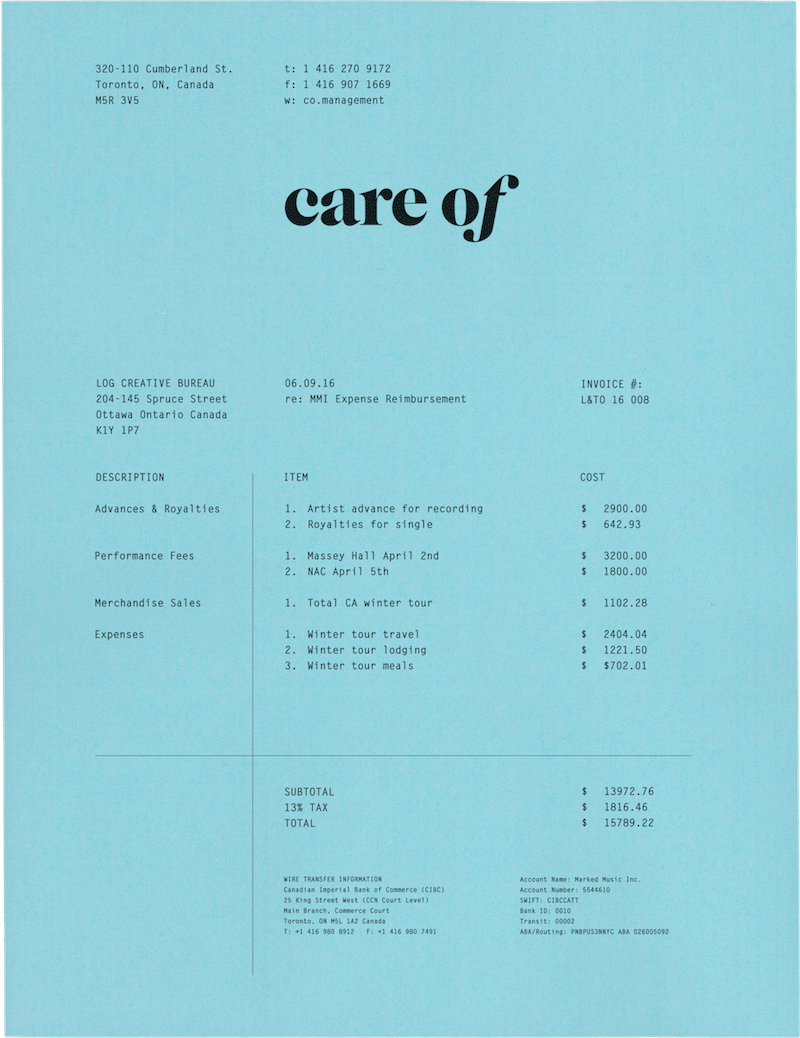 320-110 Cumberland St.
Toronto, ON, Canada
M5R 3V5
t: 1 416 270 9172
f: 1 416 907 1669
w: co.management
care of
LOG CREATIVE BUREAU
204-145 Spruce Street
Ottawa Ontario Canada
K1Y 1P7
06.09.16
re: MMI Expense Reimbursement
INVOICE #:
L&TO 16 008
DESCRIPTION ITEM COST
Advances & Royalties 1. Artist advance for recording $ 2900.00
2. Royalties for single $ 642.93
Performance Fees 1. Massey Hall April 2nd $ 3200.00
2. NAC April 5th $ 1800.00
Merchandise Sales 1. Total CA winter tour $ 1102.28
Expenses 1. Winter tour travel $ 2404.04
2. Winter tour lodging $ 1221.50
3. Winter tour meals $ $702.01
SUBTOTAL $ 13972.76
13% TAX $ 1816.46
TOTAL $ 15789.22
WIRE TRANSFER INFORMATION
Canadian Imperial Bank of Commerce (CIBC)
25 King Street West (CCN Court Level)
Main Branch, Commerce Court
Toronto, ON M5L 1A2 Canada
T: +1 416 980 8912 F: +1 416 980 7491
Account Name: Marked Music Inc.
Account Number: 5544610
SWIFT: CIBCCATT
Bank ID: 0010
Transit: 00002
ABA/Routing: PNBPUS3NNYC ABA 026005092